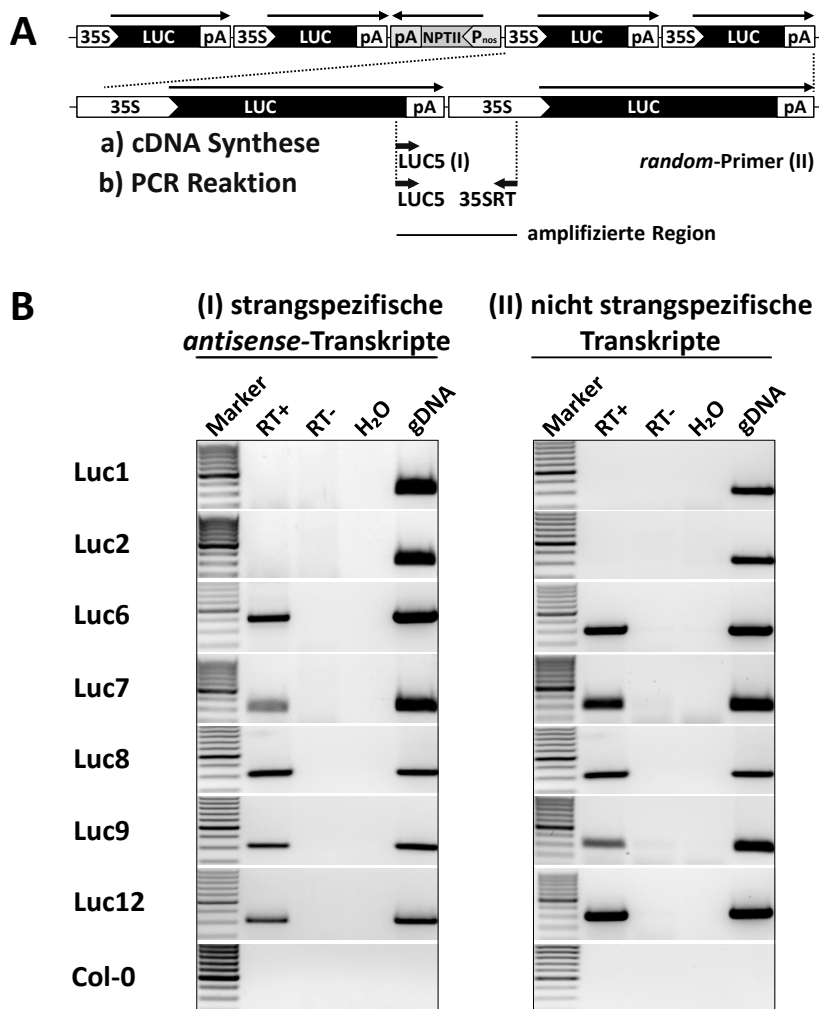 A
35S LUC pA 35S LUC pA pA NPTII Pnos 35S LUC pA 35S LUC pA
35S LUC pA 35S LUC pA
a) cDNA Synthese
LUC5 (I) random-Primer (II)
b) PCR Reaktion
LUC5 35SRT
amplifizierte Region
B
(I) strangspezifische
antisense-Transkripte
(II) nicht strangspezifische
Transkripte
Marker RT+ RT- H₂O gDNA
Marker RT+ RT- H₂O gDNA
Luc1
Luc2
Luc6
Luc7
Luc8
Luc9
Luc12
Col-0